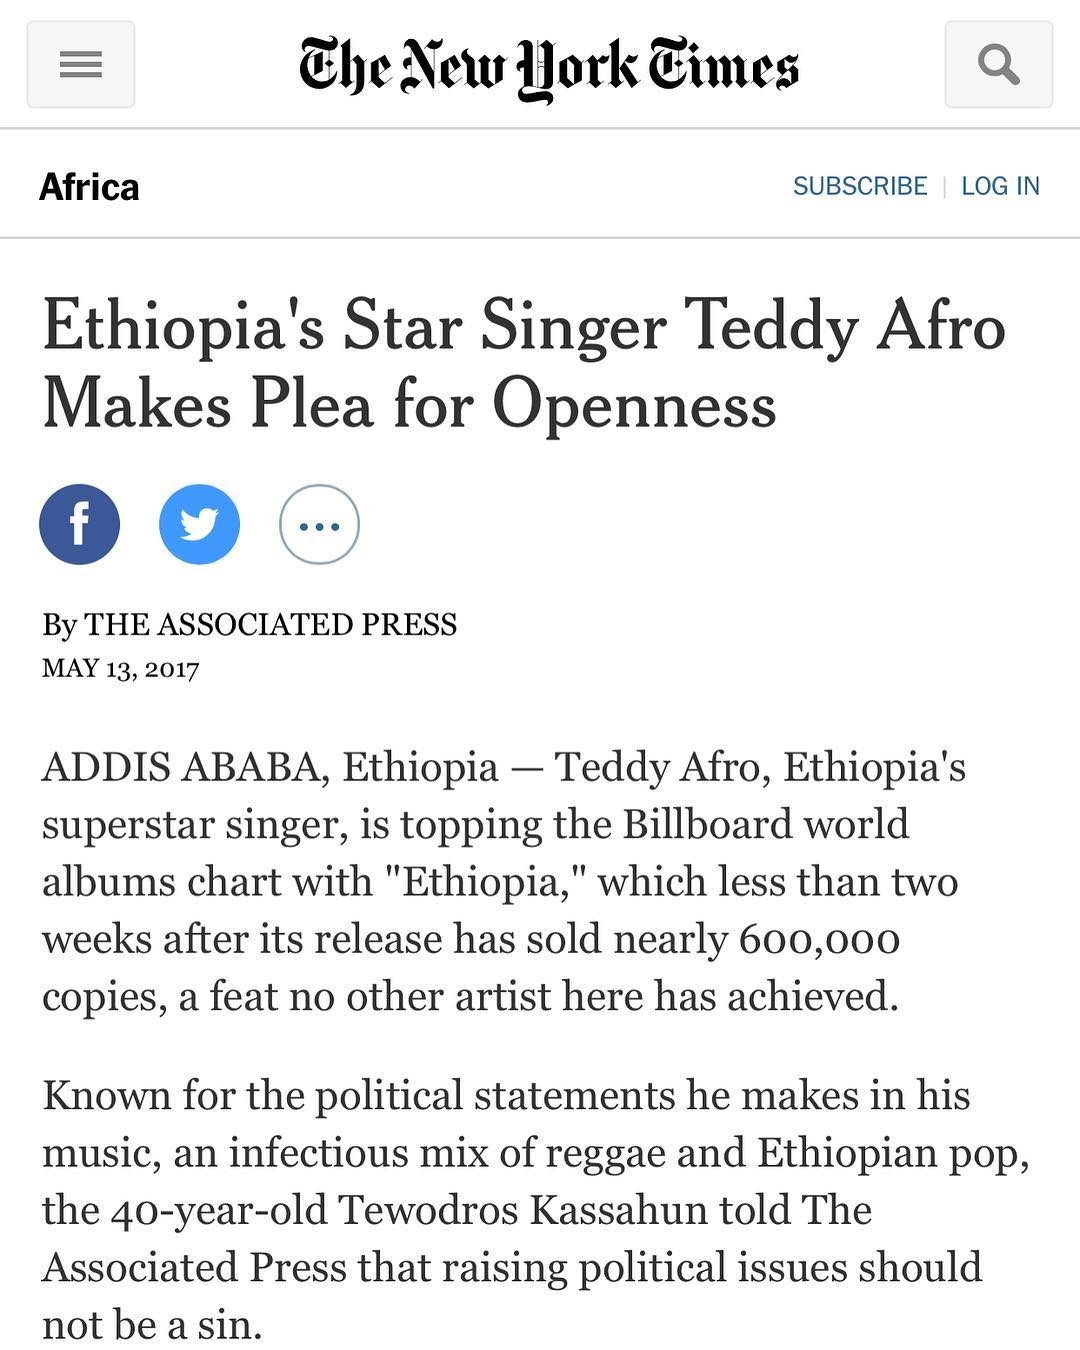 The New York Times
Africa
SUBSCRIBE | LOG IN
Ethiopia's Star Singer Teddy Afro
Makes Plea for Openness
By THE ASSOCIATED PRESS
MAY 13, 2017
ADDIS ABABA, Ethiopia — Teddy Afro, Ethiopia's
superstar singer, is topping the Billboard world
albums chart with "Ethiopia," which less than two
weeks after its release has sold nearly 600,000
copies, a feat no other artist here has achieved.
Known for the political statements he makes in his
music, an infectious mix of reggae and Ethiopian pop,
the 40-year-old Tewodros Kassahun told The
Associated Press that raising political issues should
not be a sin.